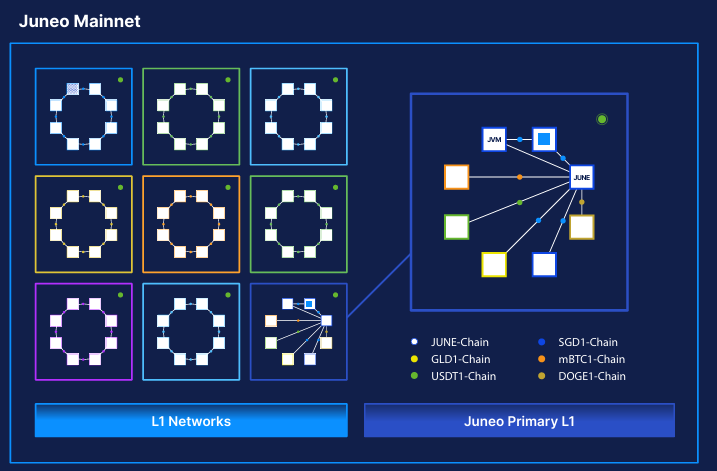 Juneo Mainnet
JVM
JUNE
JUNE-Chain
SGD1-Chain
GLD1-Chain
mBTC1-Chain
USDT1-Chain
DOGE1-Chain
L1 Networks
Juneo Primary L1